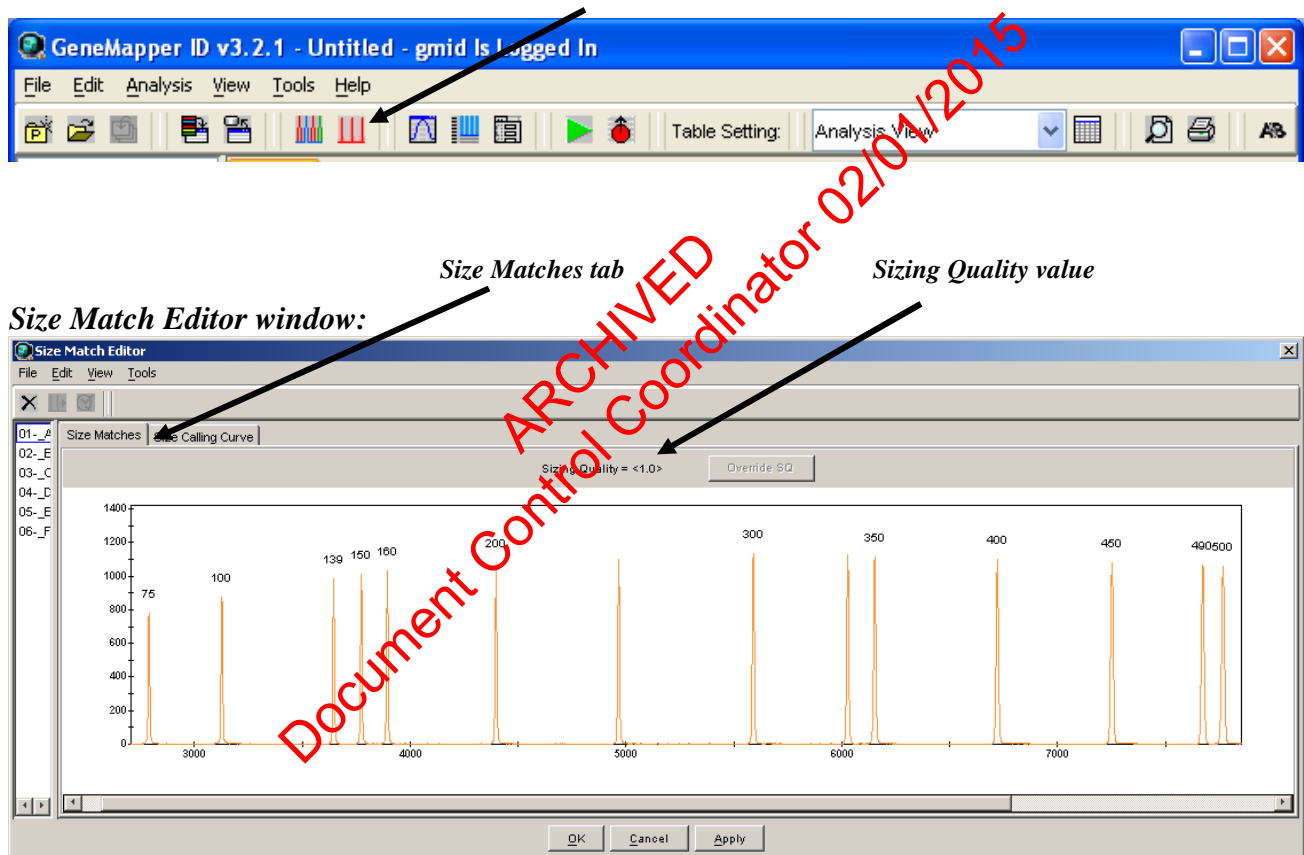 GeneMapper ID v3.2.1 - Untitled - gmid Is Logged In
File Edit Analysis View Tools Help
Table Setting: Analysis View
Size Matches tab
Sizing Quality value
Size Match Editor window:
Size Match Editor
File Edit View Tools
Size Matches
Size Calling Curve
Sizing Quality = <1.0>
Override SQ
01-_A
02-_E
03-_C
04-_D
05-_E
06-_F
1400
1200
1000
800
600
400
200
0
75
100
139
150
160
200
300
350
400
450
490
500
3000
4000
5000
6000
7000
OK
Cancel
Apply
ARCHIVED
Document Control Coordinator 02/01/2015